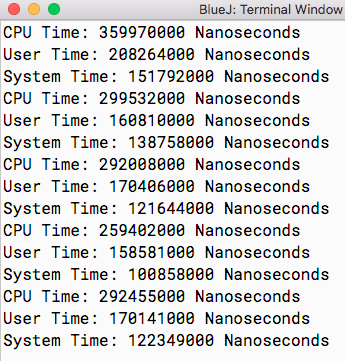 BlueJ: Terminal Window
CPU Time: 359970000 Nanoseconds
User Time: 208264000 Nanoseconds
System Time: 151792000 Nanoseconds
CPU Time: 299532000 Nanoseconds
User Time: 160810000 Nanoseconds
System Time: 138758000 Nanoseconds
CPU Time: 292008000 Nanoseconds
User Time: 170406000 Nanoseconds
System Time: 121644000 Nanoseconds
CPU Time: 259402000 Nanoseconds
User Time: 158581000 Nanoseconds
System Time: 100858000 Nanoseconds
CPU Time: 292455000 Nanoseconds
User Time: 170141000 Nanoseconds
System Time: 122349000 Nanoseconds